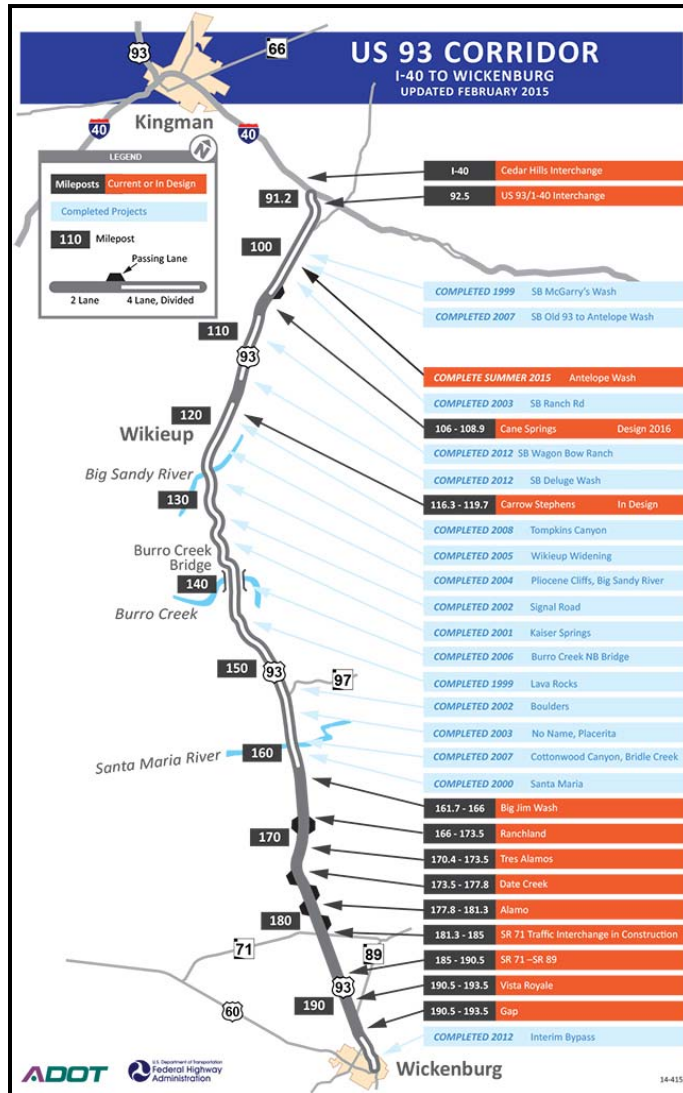 US 93 CORRIDOR
I-40 TO WICKENBURG
UPDATED FEBRUARY 2015
93
66
Kingman
40
40
LEGEND
N
Mileposts Current or In Design
Completed Projects
110 Milepost
Passing Lane
2 Lane 4 Lane, Divided
91.2
100
110
93
120
Wikieup
Big Sandy River
130
Burro Creek
Bridge
140
Burro Creek
150
93
97
Santa Maria River
160
170
180
71
89
93
190
60
Wickenburg
I-40 Cedar Hills Interchange
92.5 US 93/1-40 Interchange
COMPLETED 1999 SB McGarry's Wash
COMPLETED 2007 SB Old 93 to Antelope Wash
COMPLETE SUMMER 2015 Antelope Wash
COMPLETED 2003 SB Ranch Rd
106 - 108.9 Cane Springs Design 2016
COMPLETED 2012 SB Wagon Bow Ranch
COMPLETED 2012 SB Deluge Wash
116.3 - 119.7 Carrow Stephens In Design
COMPLETED 2008 Tompkins Canyon
COMPLETED 2005 Wikieup Widening
COMPLETED 2004 Pliocene Cliffs, Big Sandy River
COMPLETED 2002 Signal Road
COMPLETED 2001 Kaiser Springs
COMPLETED 2006 Burro Creek NB Bridge
COMPLETED 1999 Lava Rocks
COMPLETED 2002 Boulders
COMPLETED 2003 No Name, Placerita
COMPLETED 2007 Cottonwood Canyon, Bridle Creek
COMPLETED 2000 Santa Maria
161.7 - 166 Big Jim Wash
166 - 173.5 Ranchland
170.4 - 173.5 Tres Alamos
173.5 - 177.8 Date Creek
177.8 - 181.3 Alamo
181.3 - 185 SR 71 Traffic Interchange in Construction
185 - 190.5 SR 71 –SR 89
190.5 - 193.5 Vista Royale
190.5 - 193.5 Gap
COMPLETED 2012 Interim Bypass
ADOT
U.S. Department of Transportation
Federal Highway
Administration
14-415